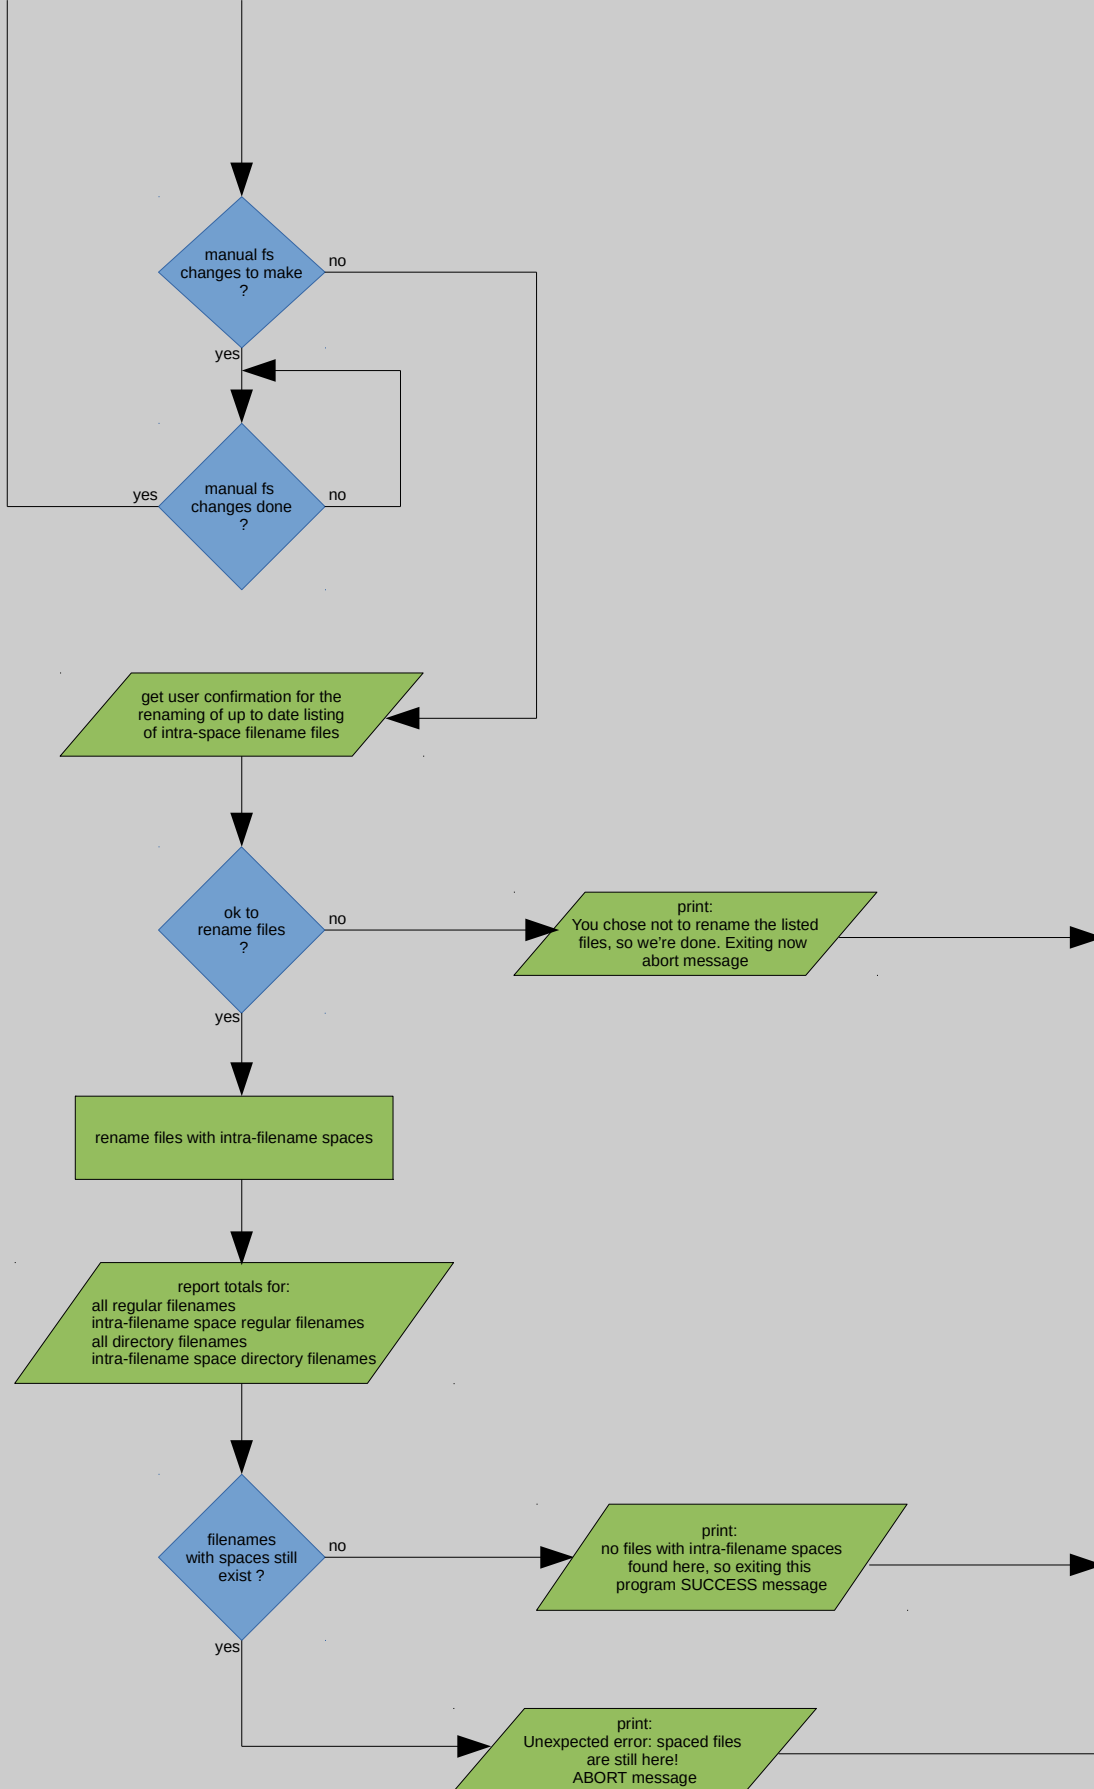 manual fs
changes to make
?
no
yes
manual fs
changes done
?
yes
no
get user confirmation for the
renaming of up to date listing
of intra-space filename files
ok to
rename files
?
no
print:
You chose not to rename the listed
files, so we're done. Exiting now
abort message
yes
rename files with intra-filename spaces
report totals for:
all regular filenames
intra-filename space regular filenames
all directory filenames
intra-filename space directory filenames
filenames
with spaces still
exist ?
no
print:
no files with intra-filename spaces
found here, so exiting this
program SUCCESS message
yes
print:
Unexpected error: spaced files
are still here!
ABORT message